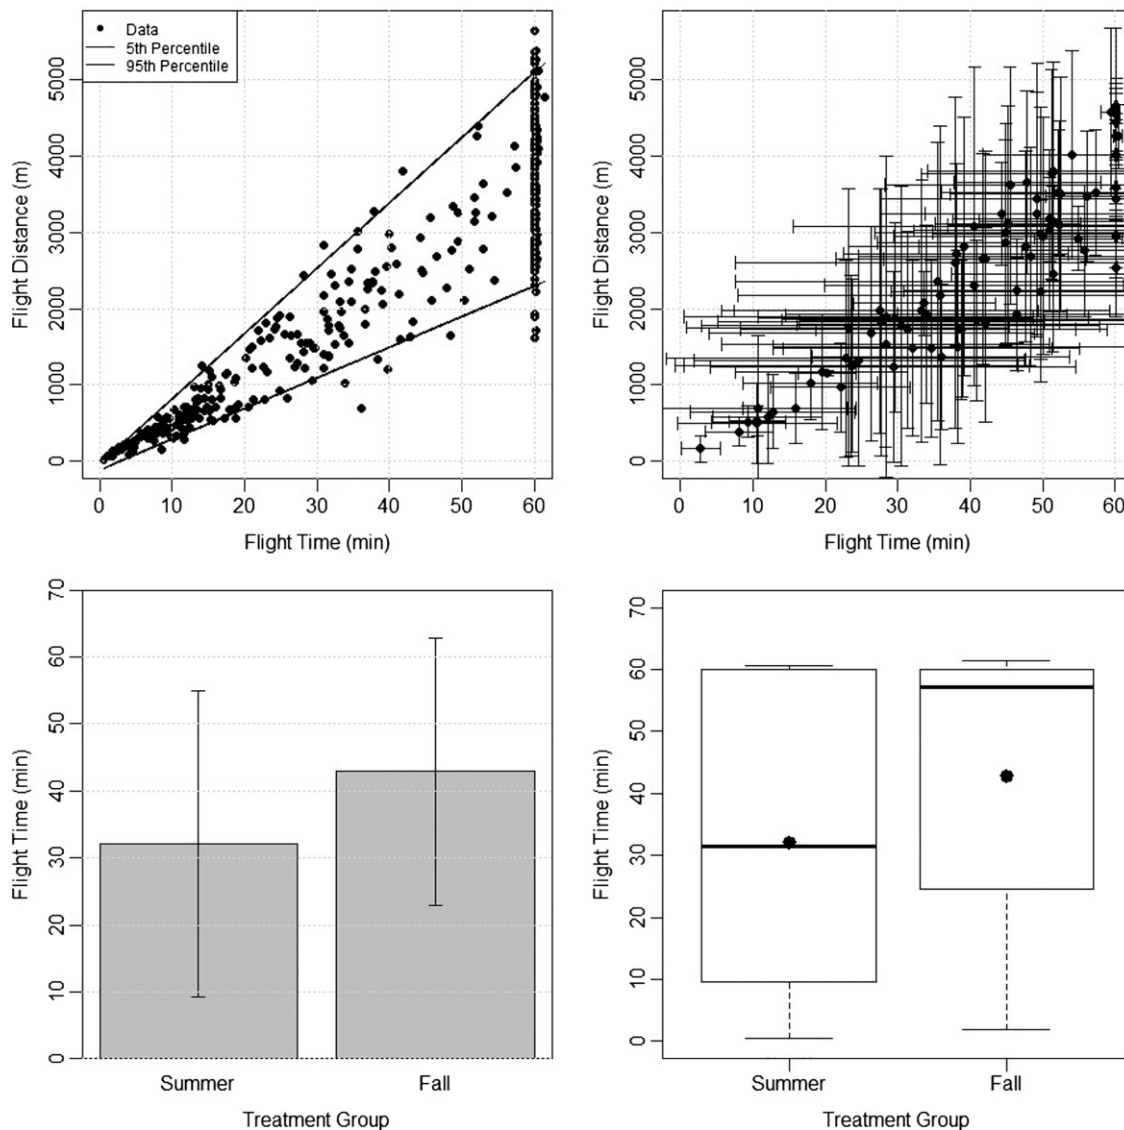 Data
5th Percentile
95th Percentile
Flight Distance (m)
5000
4000
3000
2000
1000
0
0 10 20 30 40 50 60
Flight Time (min)
Flight Distance (m)
5000
4000
3000
2000
1000
0
0 10 20 30 40 50 60
Flight Time (min)
Flight Time (min)
70
60
50
40
30
20
10
0
Summer Fall
Treatment Group
Flight Time (min)
70
60
50
40
30
20
10
0
Summer Fall
Treatment Group